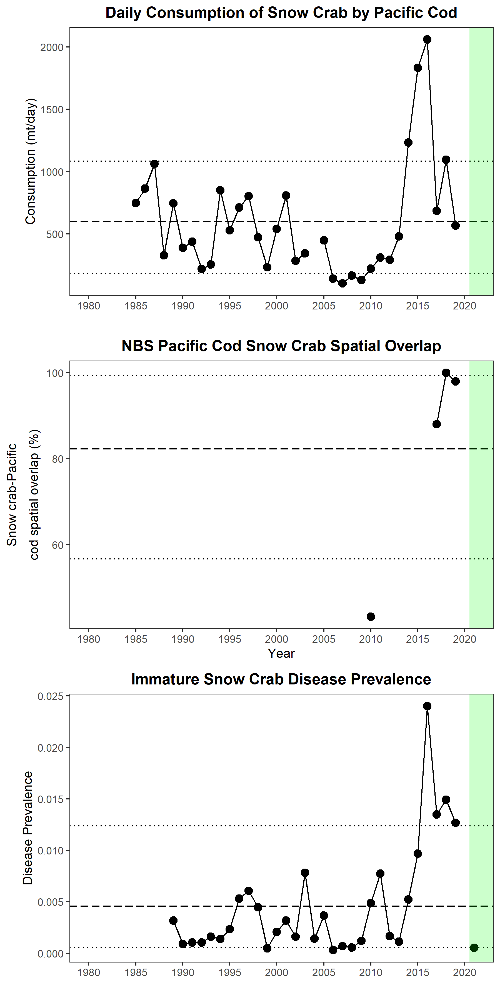 Daily Consumption of Snow Crab by Pacific Cod
Consumption (mt/day)
2000
1500
1000
500
1980 1985 1990 1995 2000 2005 2010 2015 2020
NBS Pacific Cod Snow Crab Spatial Overlap
Snow crab-Pacific
cod spatial overlap (%)
100
80
60
1980 1985 1990 1995 2000 2005 2010 2015 2020
Year
Immature Snow Crab Disease Prevalence
Disease Prevalence
0.025
0.020
0.015
0.010
0.005
0.000
1980 1985 1990 1995 2000 2005 2010 2015 2020